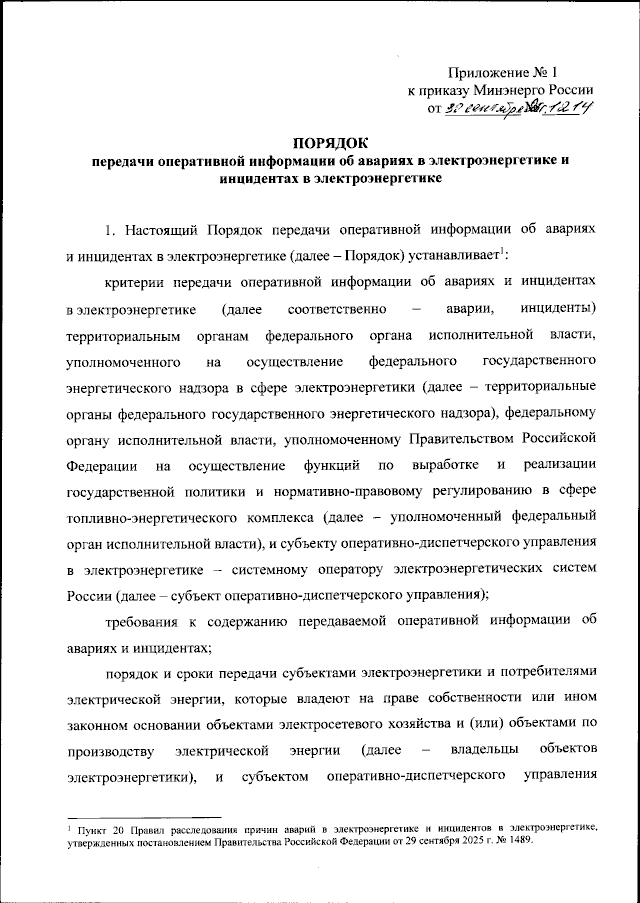 Приложение № 1
к приказу Минэнерго России
от 30 сентября № 1214
ПОРЯДОК
передачи оперативной информации об авариях в электроэнергетике и
инцидентах в электроэнергетике
1. Настоящий Порядок передачи оперативной информации об авариях
и инцидентах в электроэнергетике (далее – Порядок) устанавливает¹:
критерии передачи оперативной информации об авариях и инцидентах
в электроэнергетике (далее соответственно – аварии, инциденты)
территориальным органам федерального органа исполнительной власти,
уполномоченного на осуществление федерального государственного
энергетического надзора в сфере электроэнергетики (далее – территориальные
органы федерального государственного энергетического надзора), федеральному
органу исполнительной власти, уполномоченному Правительством Российской
Федерации на осуществление функций по выработке и реализации
государственной политики и нормативно-правовому регулированию в сфере
топливно-энергетического комплекса (далее – уполномоченный федеральный
орган исполнительной власти), и субъекту оперативно-диспетчерского управления
в электроэнергетике – системному оператору электроэнергетических систем
России (далее – субъект оперативно-диспетчерского управления);
требования к содержанию передаваемой оперативной информации об
авариях и инцидентах;
порядок и сроки передачи субъектами электроэнергетики и потребителями
электрической энергии, которые владеют на праве собственности или ином
законном основании объектами электросетевого хозяйства и (или) объектами по
производству электрической энергии (далее – владельцы объектов
электроэнергетики), и субъектом оперативно-диспетчерского управления
¹ Пункт 20 Правил расследования причин аварий в электроэнергетике и инцидентов в электроэнергетике,
утвержденных постановлением Правительства Российской Федерации от 29 сентября 2025 г. № 1489.